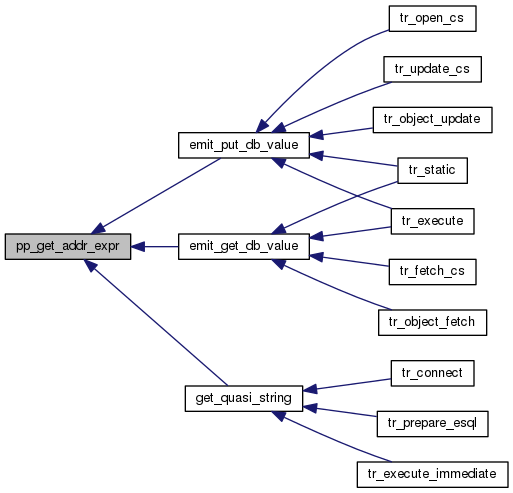 tr_open_cs
tr_update_cs
tr_object_update
emit_put_db_value
tr_static
tr_execute
pp_get_addr_expr
emit_get_db_value
tr_fetch_cs
tr_object_fetch
tr_connect
get_quasi_string
tr_prepare_esql
tr_execute_immediate